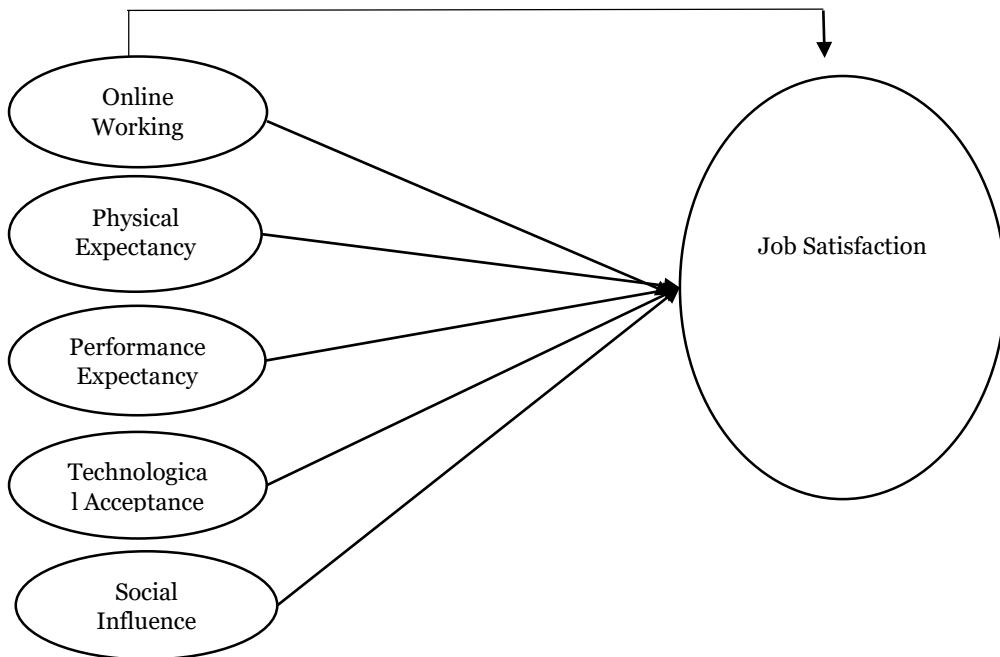 Online
Working
Physical
Expectancy
Job Satisfaction
Performance
Expectancy
Technologica
l Acceptance
Social
Influence